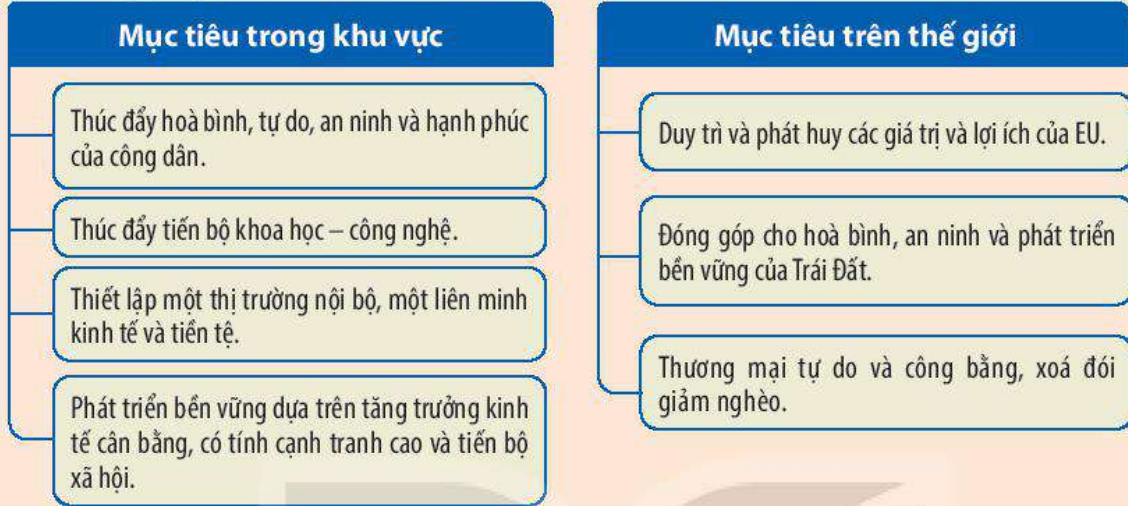 Mục tiêu trong khu vực
Thúc đẩy hoà bình, tự do, an ninh và hạnh phúc
của công dân.
Thúc đẩy tiến bộ khoa học – công nghệ.
Thiết lập một thị trường nội bộ, một liên minh
kinh tế và tiền tệ.
Phát triển bền vững dựa trên tăng trưởng kinh
tế cân bằng, có tính cạnh tranh cao và tiến bộ
xã hội.
Mục tiêu trên thế giới
Duy trì và phát huy các giá trị và lợi ích của EU.
Đóng góp cho hoà bình, an ninh và phát triển
bền vững của Trái Đất.
Thương mại tự do và công bằng, xoá đói
giảm nghèo.